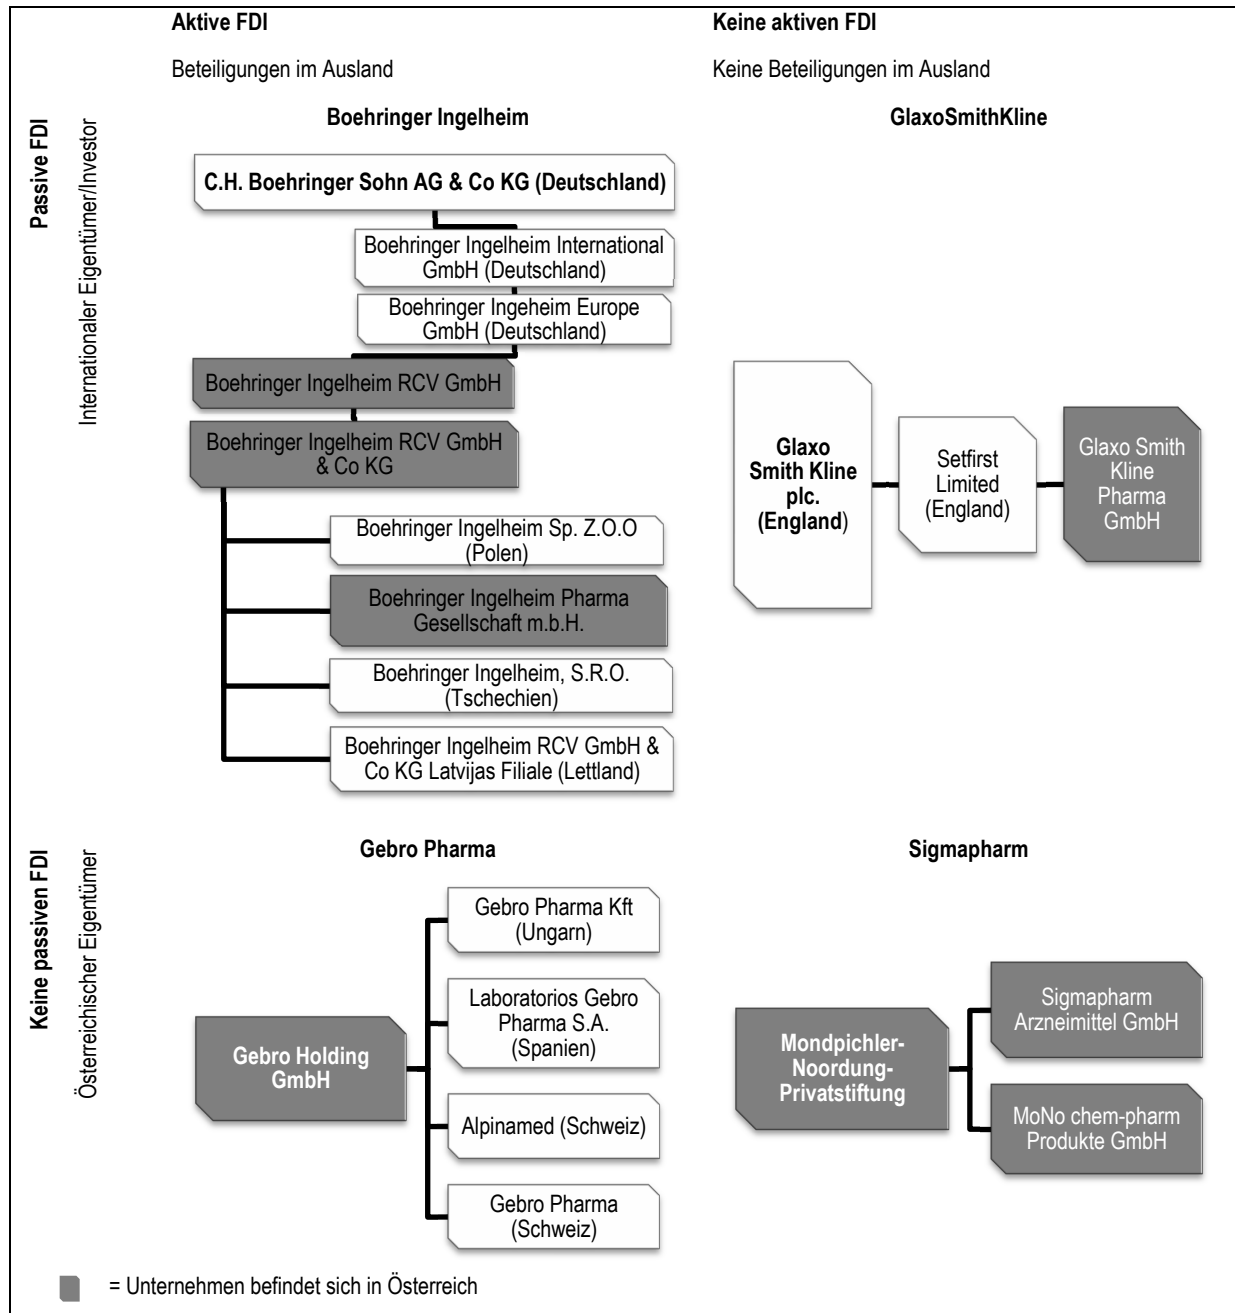 Aktive FDI
Beteiligungen im Ausland
Keine aktiven FDI
Keine Beteiligungen im Ausland
Passive FDI
Internationaler Eigentümer/Investor
Boehringer Ingelheim
C.H. Boehringer Sohn AG & Co KG (Deutschland)
Boehringer Ingelheim International
GmbH (Deutschland)
Boehringer Ingeheim Europe
GmbH (Deutschland)
Boehringer Ingelheim RCV GmbH
Boehringer Ingelheim RCV GmbH
& Co KG
Boehringer Ingelheim Sp. Z.O.O
(Polen)
Boehringer Ingelheim Pharma
Gesellschaft m.b.H.
Boehringer Ingelheim, S.R.O.
(Tschechien)
Boehringer Ingelheim RCV GmbH &
Co KG Latvijas Filiale (Lettland)
GlaxoSmithKline
Glaxo
Smith Kline
plc.
(England)
Setfirst
Limited
(England)
Glaxo Smith
Kline
Pharma
GmbH
Keine passiven FDI
Österreichischer Eigentümer
Gebro Pharma
Gebro Holding
GmbH
Gebro Pharma Kft
(Ungarn)
Laboratorios Gebro
Pharma S.A.
(Spanien)
Alpinamed (Schweiz)
Gebro Pharma
(Schweiz)
Sigmapharm
Mondpichler-
Noordung-
Privatstiftung
Sigmapharm
Arzneimittel GmbH
MoNo chem-pharm
Produkte GmbH
= Unternehmen befindet sich in Österreich